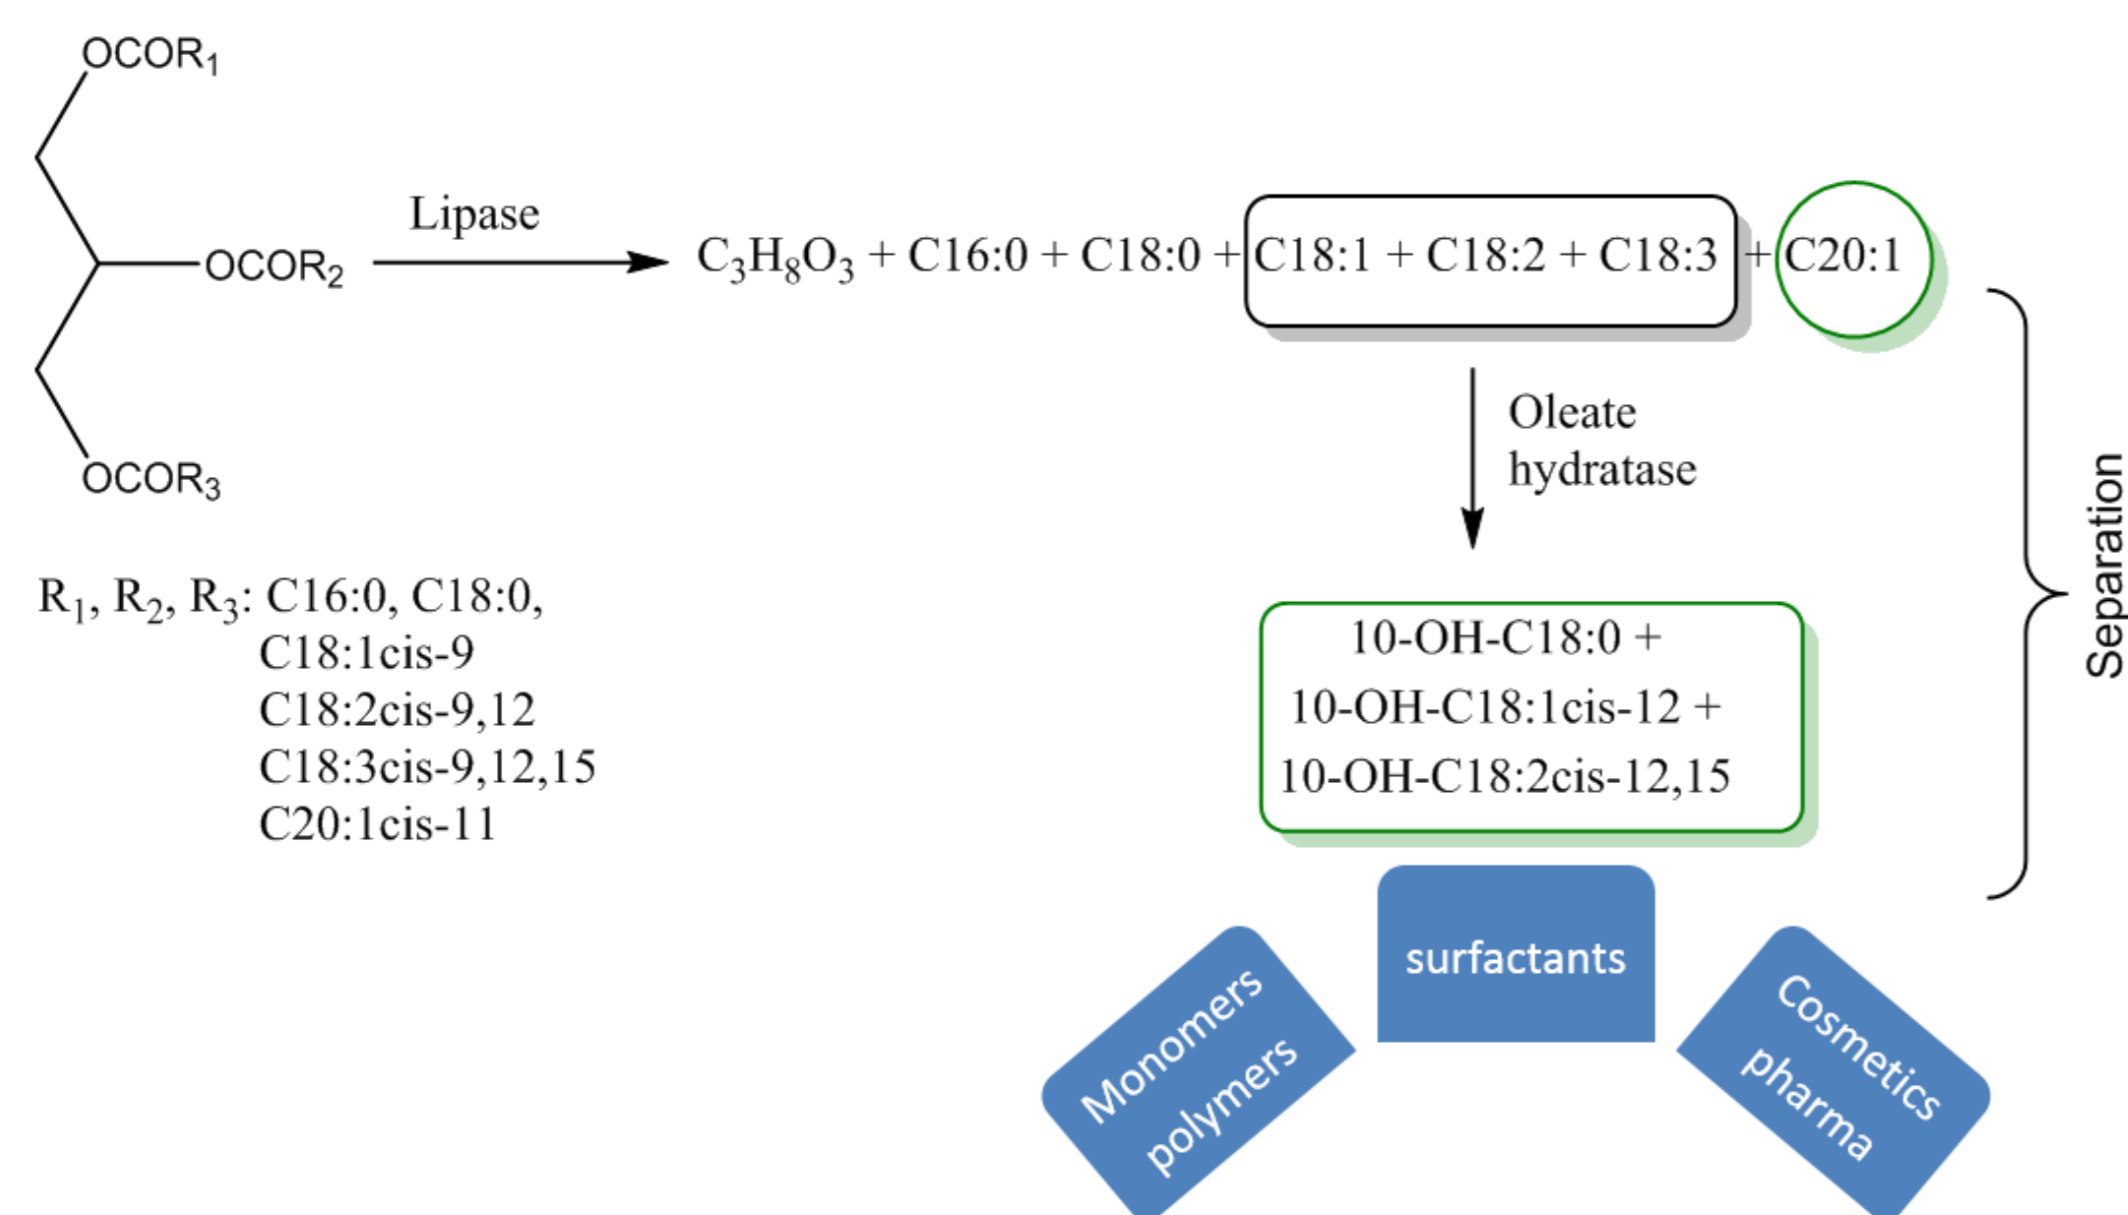 OCOR₁
OCOR₂
OCOR₃
Lipase
C₃H₈O₃ + C16:0 + C18:0 + C18:1 + C18:2 + C18:3 + C20:1
Oleate
hydratase
R₁, R₂, R₃: C16:0, C18:0,
C18:1cis-9
C18:2cis-9,12
C18:3cis-9,12,15
C20:1cis-11
10-OH-C18:0 +
10-OH-C18:1cis-12 +
10-OH-C18:2cis-12,15
Separation
Monomers
polymers
surfactants
Cosmetics
pharma